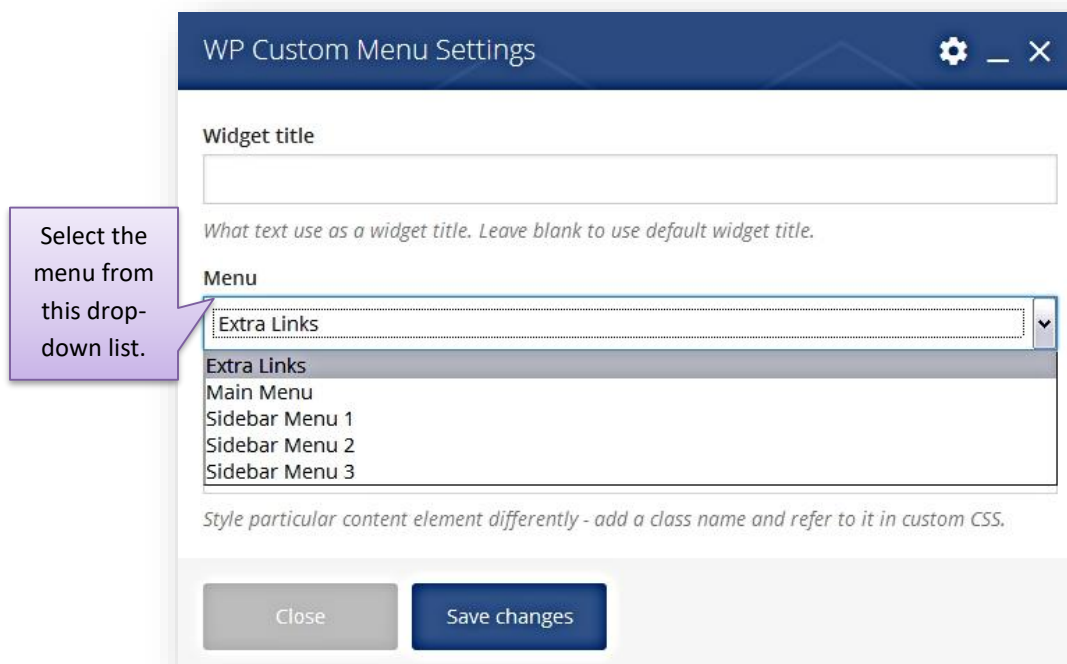 WP Custom Menu Settings
Widget title
What text use as a widget title. Leave blank to use default widget title.
Select the
menu from
this drop-
down list.
Menu
Extra Links
Extra Links
Main Menu
Sidebar Menu 1
Sidebar Menu 2
Sidebar Menu 3
Style particular content element differently - add a class name and refer to it in custom CSS.
Close
Save changes